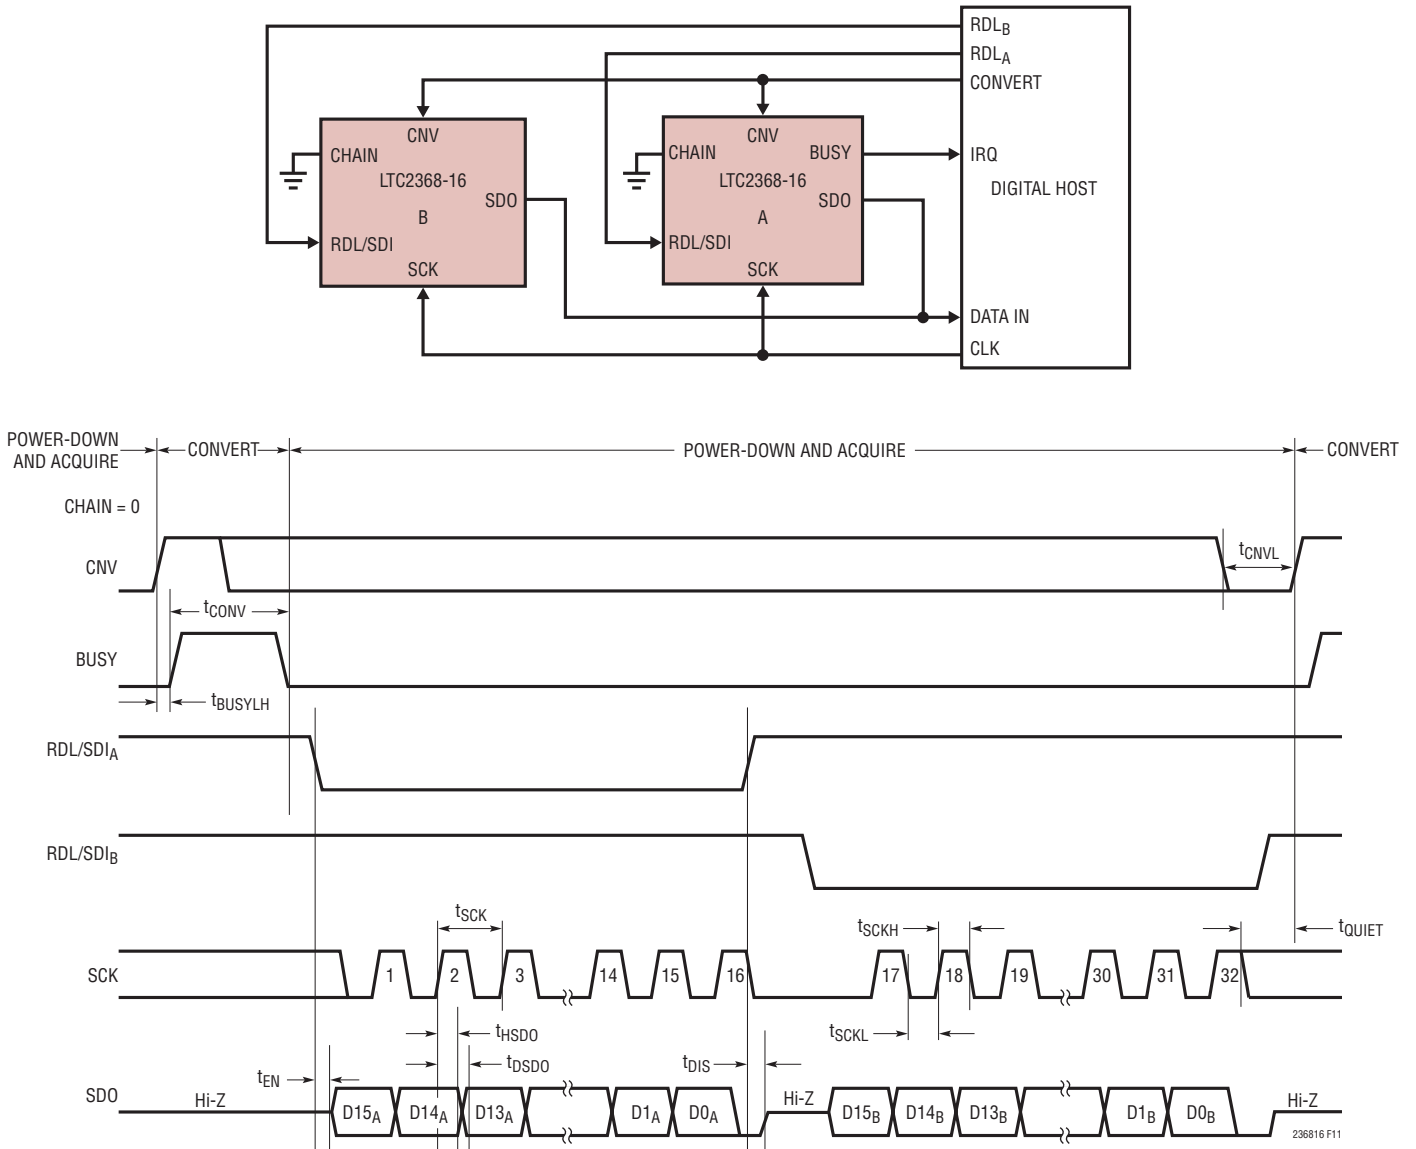 RDLB
RDLA
CONVERT
CNV
CHAIN
LTC2368-16
SDO
B
RDL/SDI
SCK
CNV
CHAIN
BUSY
LTC2368-16
SDO
A
RDL/SDI
SCK
IRQ
DIGITAL HOST
DATA IN
CLK
POWER-DOWN
AND ACQUIRE
CONVERT
POWER-DOWN AND ACQUIRE
CONVERT
CHAIN = 0
CNV
tCNVL
tCONV
BUSY
tBUSYLH
RDL/SDIA
RDL/SDIB
tSCK
tSCKH
tQUIET
SCK
1
2
3
14
15
16
17
18
19
30
31
32
tHSDO
tSCKL
tDSDO
tDIS
tEN
SDO
Hi-Z
D15A
D14A
D13A
D1A
D0A
Hi-Z
D15B
D14B
D13B
D1B
D0B
Hi-Z
236816 F11